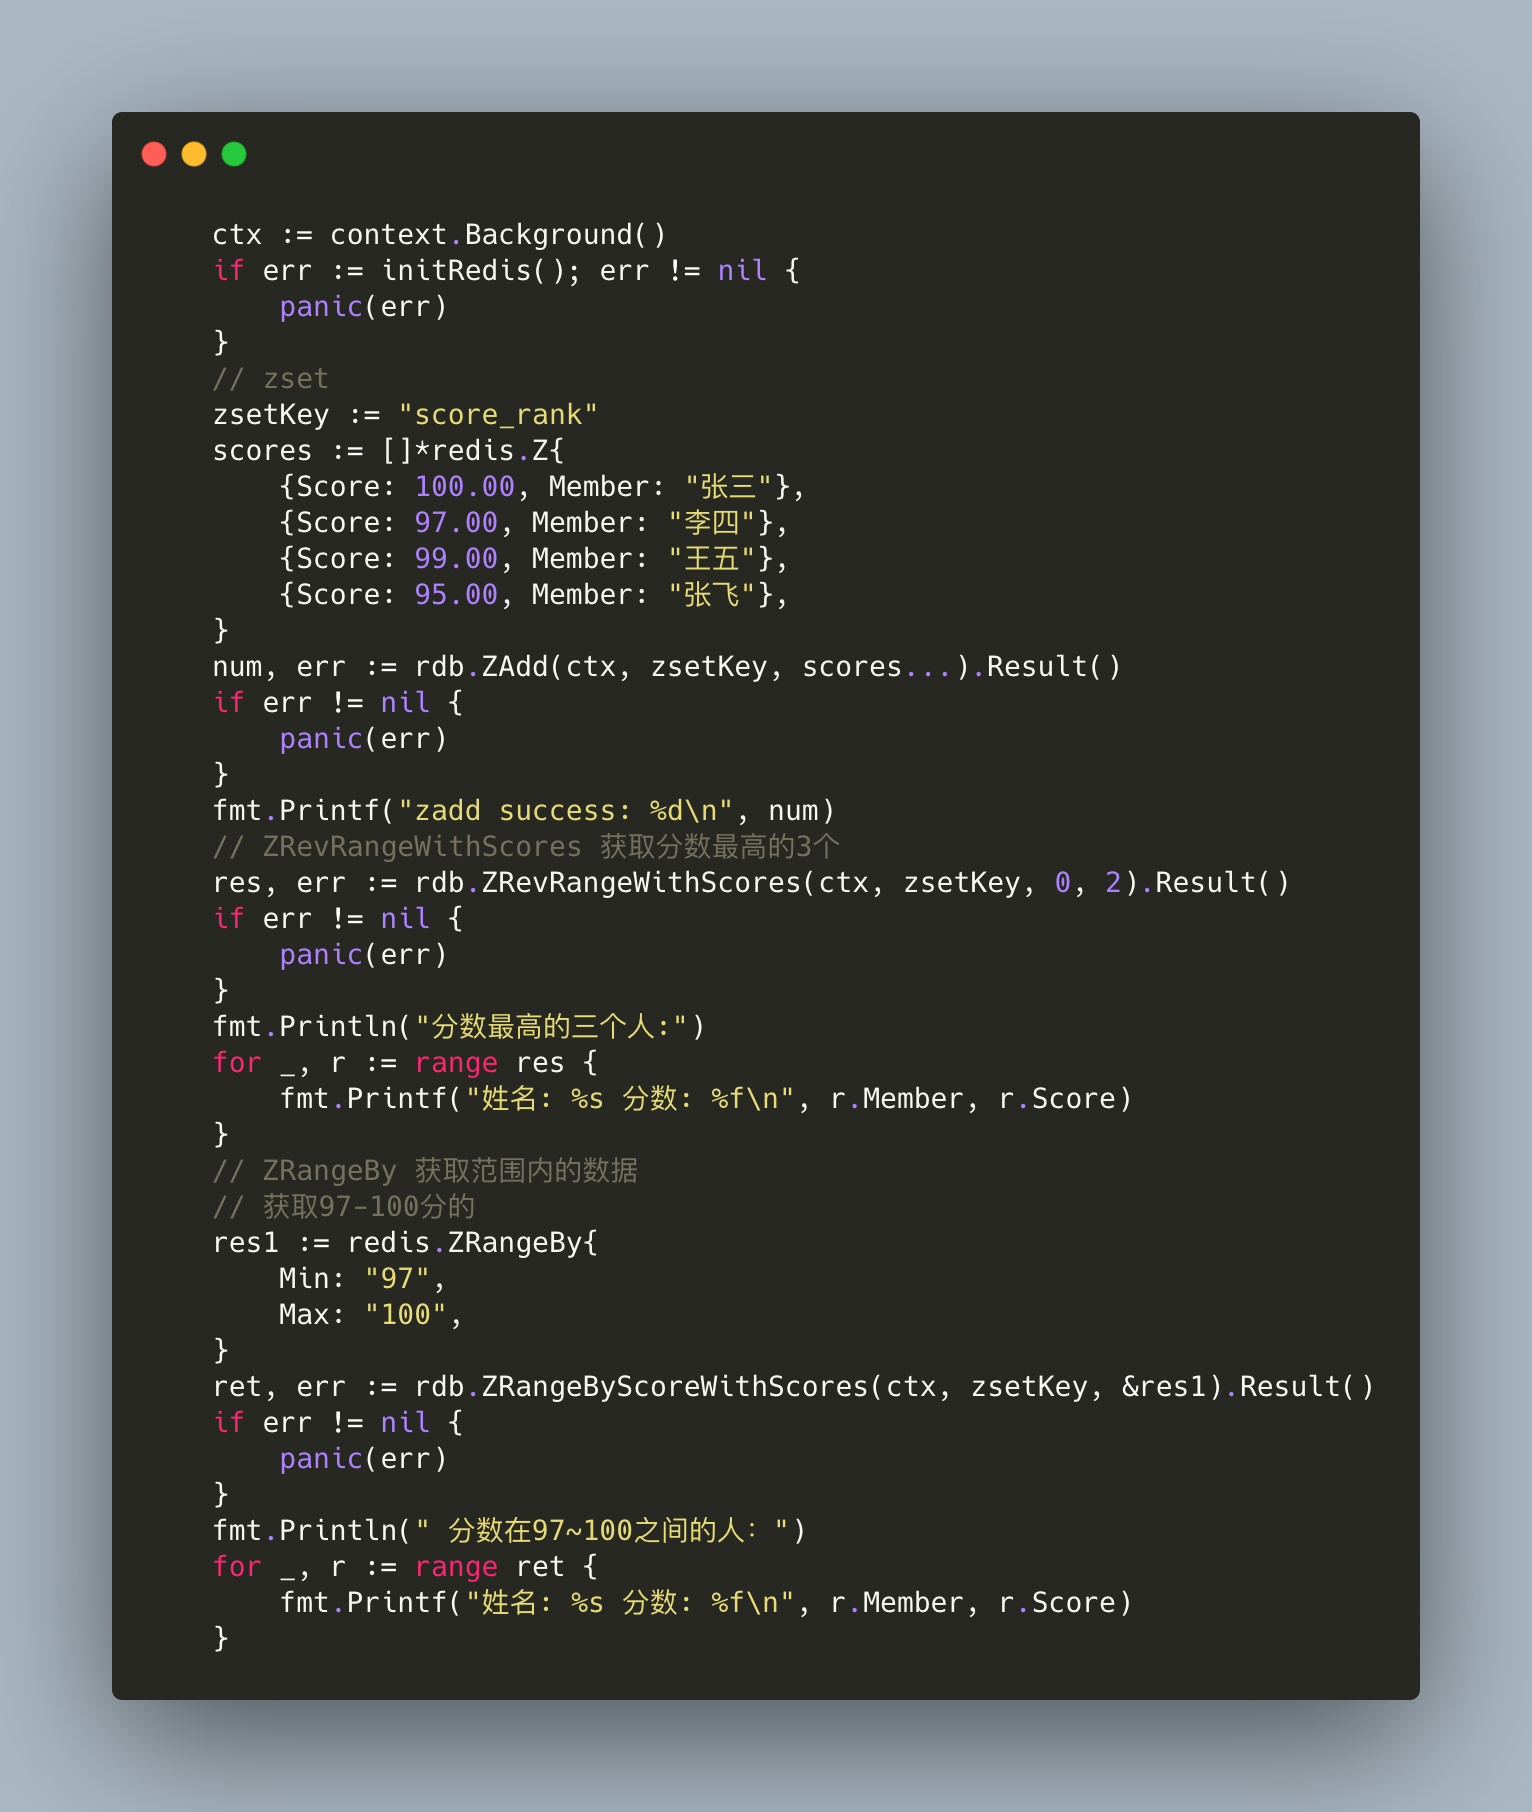 ctx := context.Background()
if err := initRedis(); err != nil {
    panic(err)
}
// zset
zsetKey := "score_rank"
scores := []*redis.Z{
    {Score: 100.00, Member: "张三"},
    {Score: 97.00, Member: "李四"},
    {Score: 99.00, Member: "王五"},
    {Score: 95.00, Member: "张飞"},
}
num, err := rdb.ZAdd(ctx, zsetKey, scores...).Result()
if err != nil {
    panic(err)
}
fmt.Printf("zadd success: %d\n", num)
// ZRevRangeWithScores 获取分数最高的3个
res, err := rdb.ZRevRangeWithScores(ctx, zsetKey, 0, 2).Result()
if err != nil {
    panic(err)
}
fmt.Println("分数最高的三个人:")
for _, r := range res {
    fmt.Printf("姓名: %s 分数: %f\n", r.Member, r.Score)
}
// ZRangeBy 获取范围内的数据
// 获取97-100分的
res1 := redis.ZRangeBy{
    Min: "97",
    Max: "100",
}
ret, err := rdb.ZRangeByScoreWithScores(ctx, zsetKey, &res1).Result()
if err != nil {
    panic(err)
}
fmt.Println(" 分数在97~100之间的人：")
for _, r := range ret {
    fmt.Printf("姓名: %s 分数: %f\n", r.Member, r.Score)
}